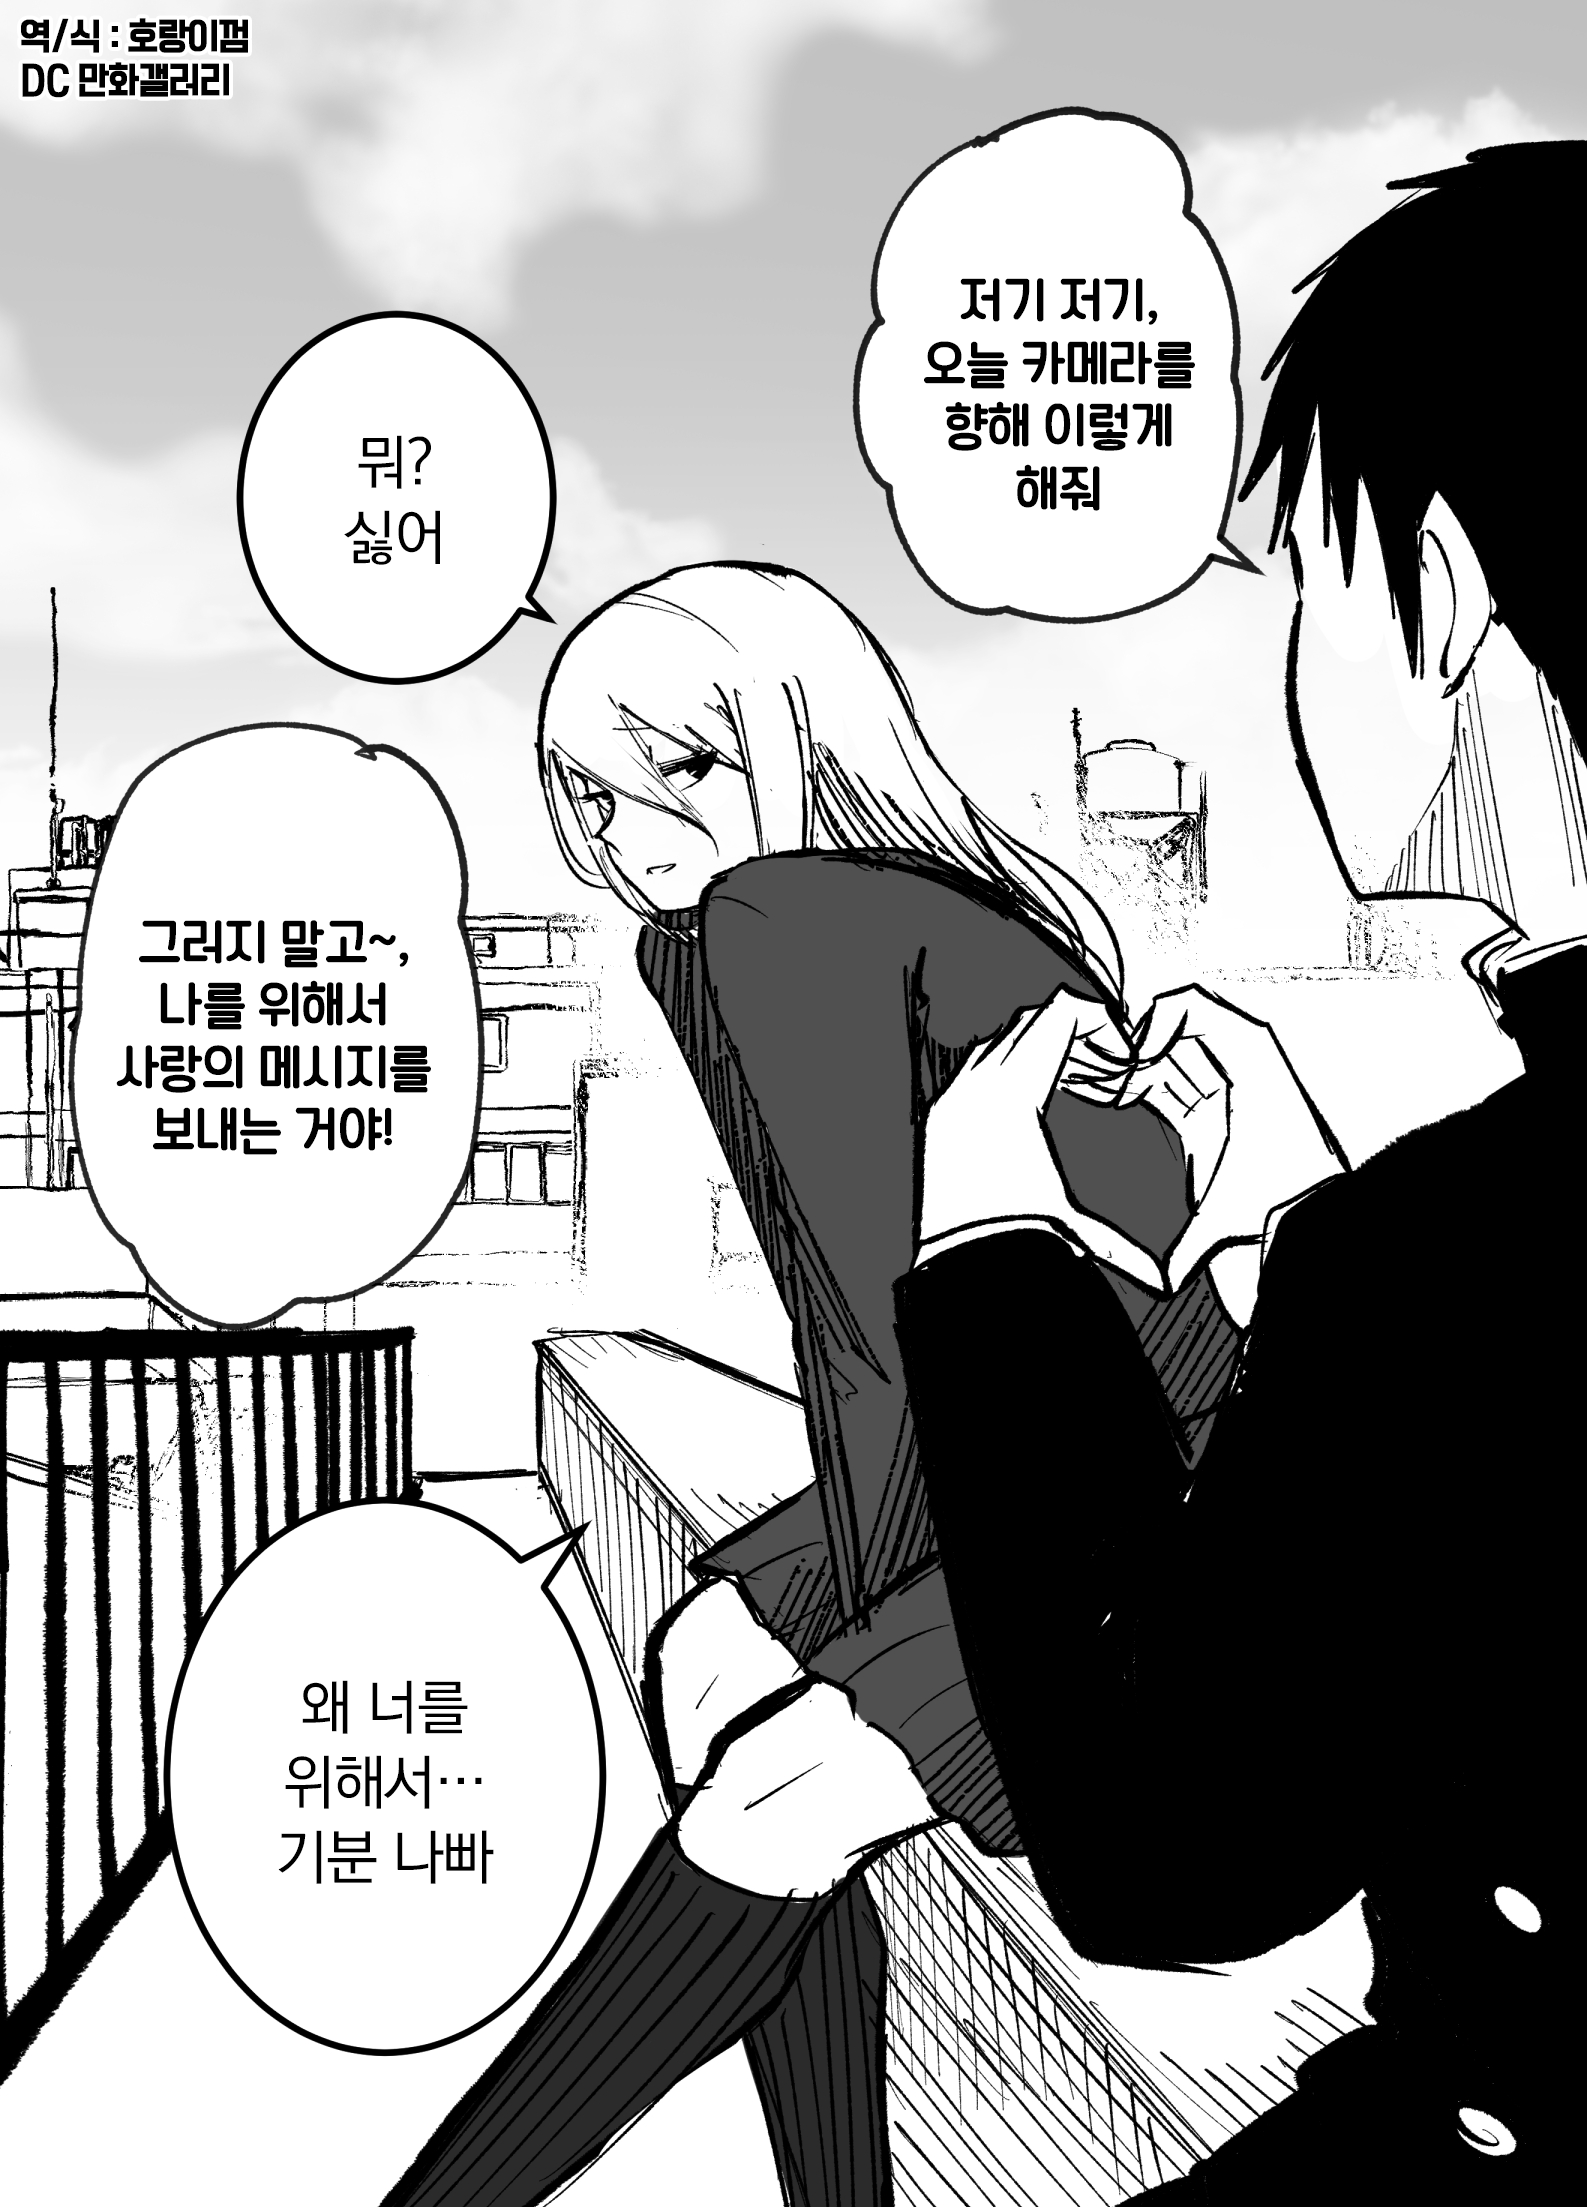 역/식 : 호랑이껌
DC 만화갤러리
저기 저기,
오늘 카메라를
향해 이렇게
해줘
뭐?
싫어
그러지 말고~,
나를 위해서
사랑의 메시지를
보내는 거야!
왜 너를
위해서…
기분 나빠